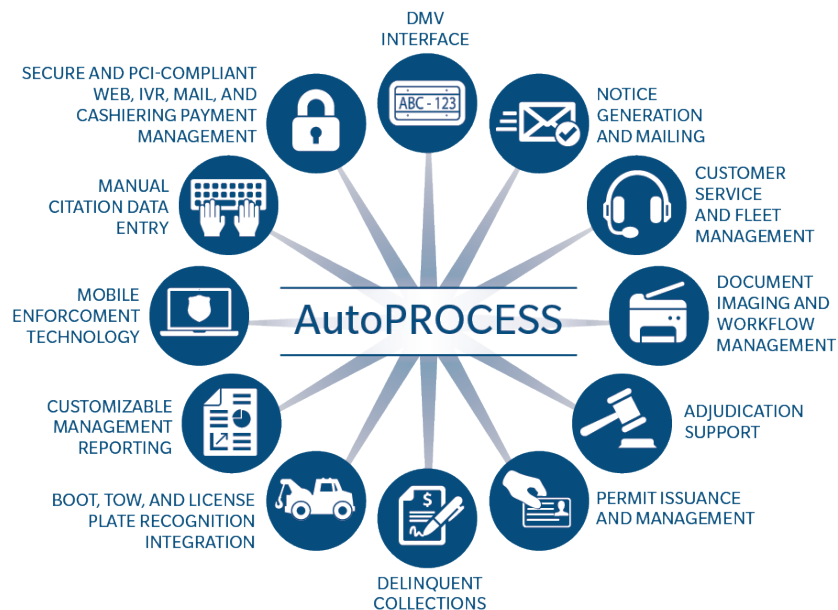 DMV
INTERFACE
ABC - 123
NOTICE
GENERATION
AND MAILING
CUSTOMER
SERVICE
AND FLEET
MANAGEMENT
DOCUMENT
IMAGING AND
WORKFLOW
MANAGEMENT
ADJUDICATION
SUPPORT
PERMIT ISSUANCE
AND MANAGEMENT
$
DELINQUENT
COLLECTIONS
BOOT, TOW, AND LICENSE
PLATE RECOGNITION
INTEGRATION
CUSTOMIZABLE
MANAGEMENT
REPORTING
MOBILE
ENFORCOMENT
TECHNOLOGY
MANUAL
CITATION DATA
ENTRY
SECURE AND PCI-COMPLIANT
WEB, IVR, MAIL, AND
CASHIERING PAYMENT
MANAGEMENT
AutoPROCESS